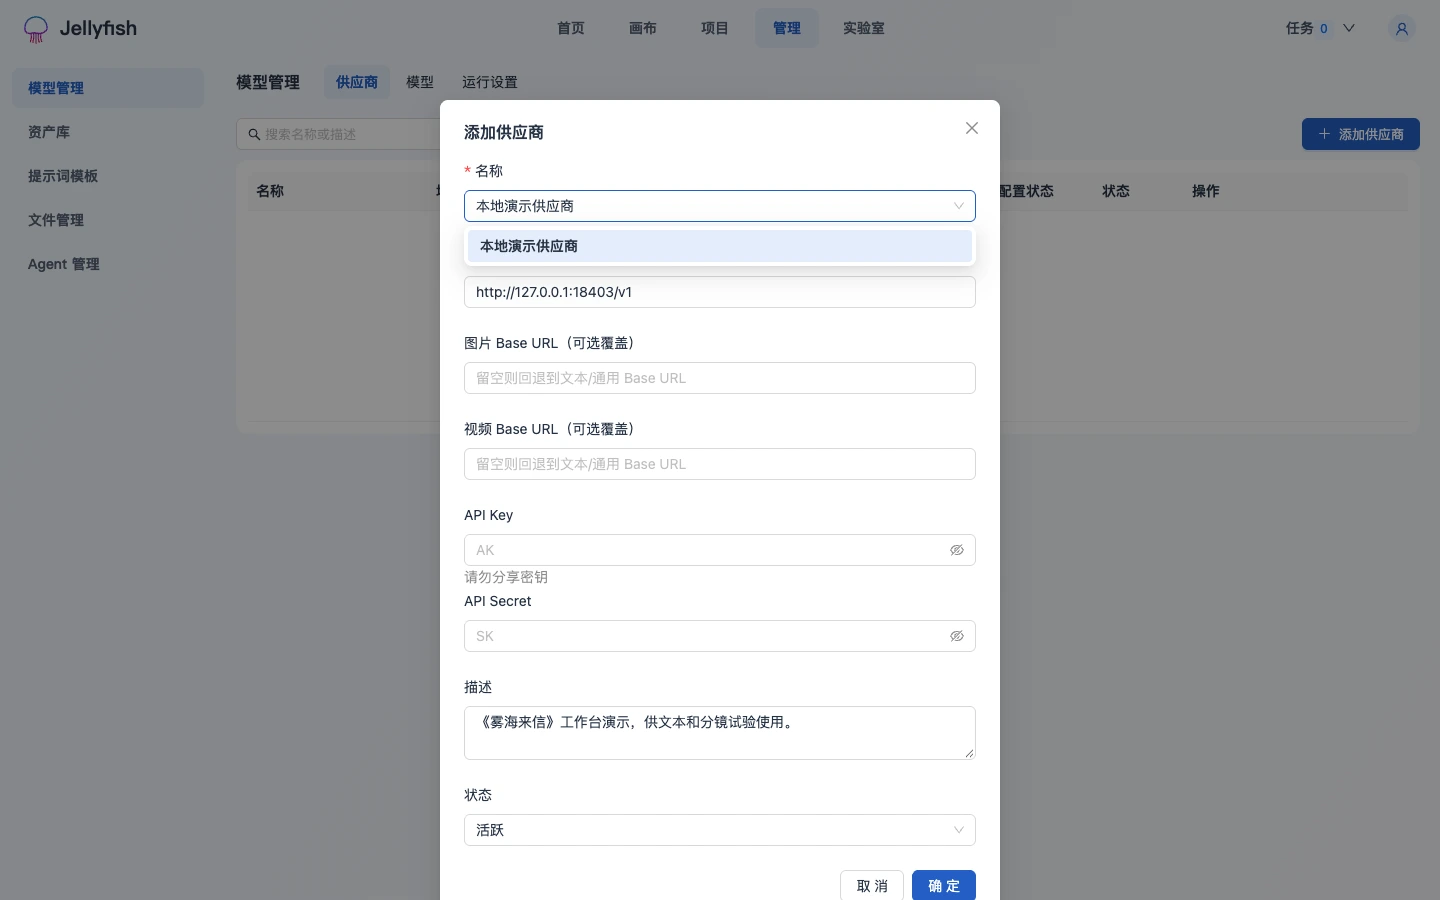 Jellyfish
首页
画布
项目
管理
实验室
任务 0
模型管理
资产库
提示词模板
文件管理
Agent 管理
模型管理
供应商
模型
运行设置
搜索名称或描述
添加供应商
名称
配置状态
状态
操作
添加供应商
* 名称
本地演示供应商
本地演示供应商
http://127.0.0.1:18403/v1
图片 Base URL（可选覆盖）
留空则回退到文本/通用 Base URL
视频 Base URL（可选覆盖）
留空则回退到文本/通用 Base URL
API Key
AK
请勿分享密钥
API Secret
SK
描述
《雾海来信》工作台演示，供文本和分镜试验使用。
状态
活跃
取 消
确 定